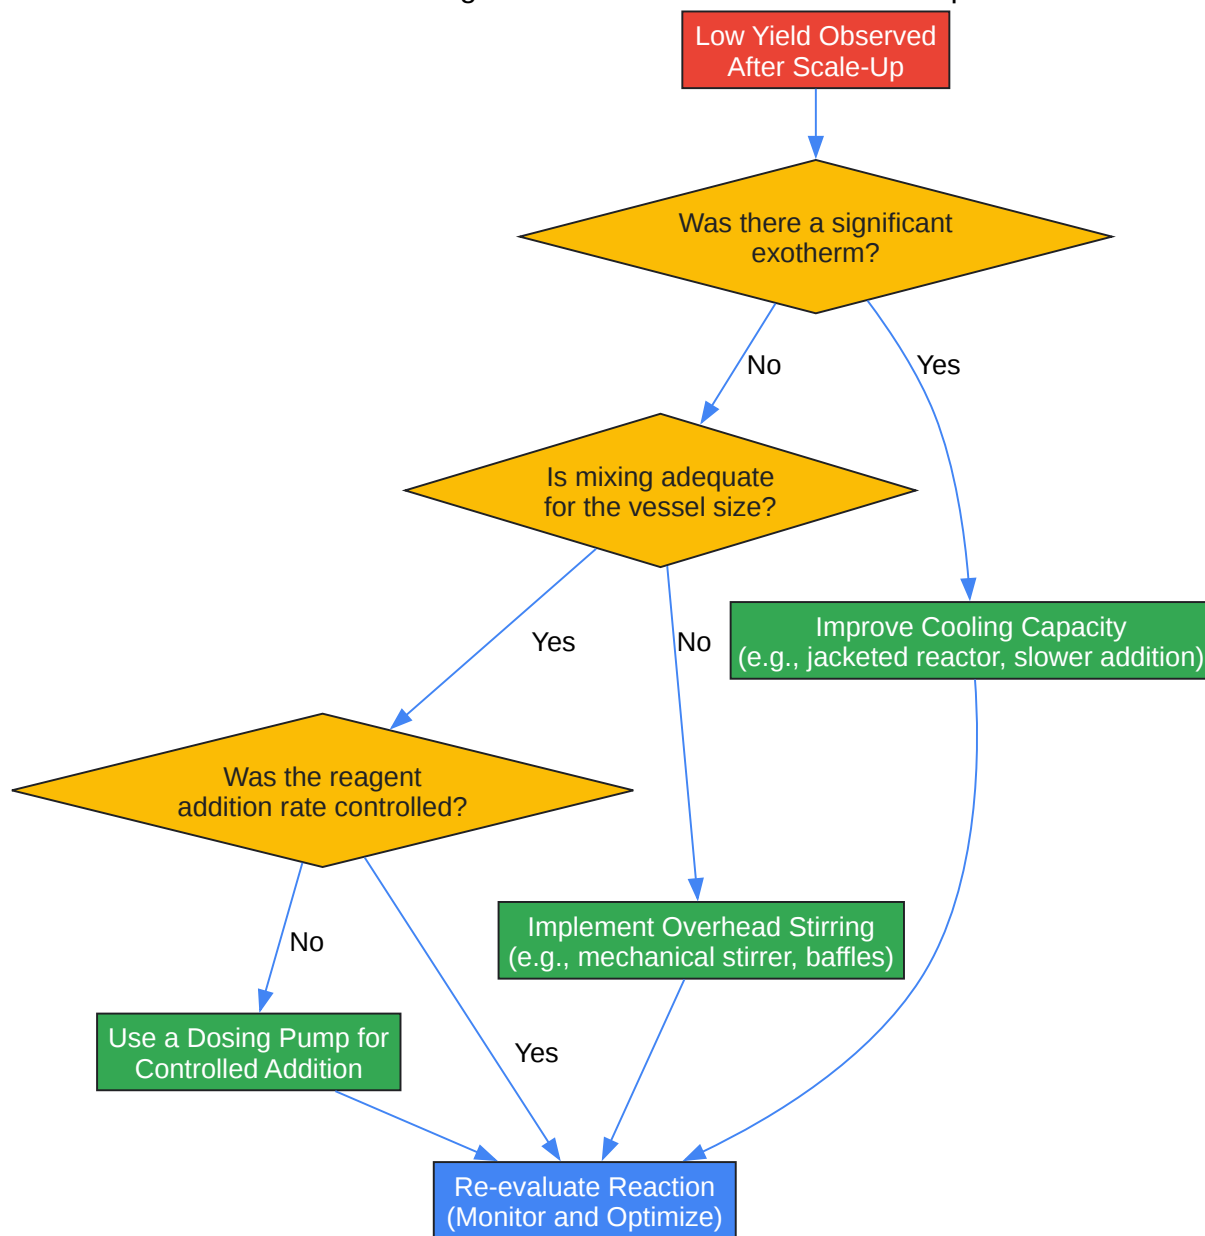 Low Yield Observed
After Scale-Up
Was there a significant
exotherm?
No
Yes
Is mixing adequate
for the vessel size?
Improve Cooling Capacity
(e.g., jacketed reactor, slower addition)
Yes
No
Was the reagent
addition rate controlled?
Implement Overhead Stirring
(e.g., mechanical stirrer, baffles)
No
Use a Dosing Pump for
Controlled Addition
Yes
Re-evaluate Reaction
(Monitor and Optimize)